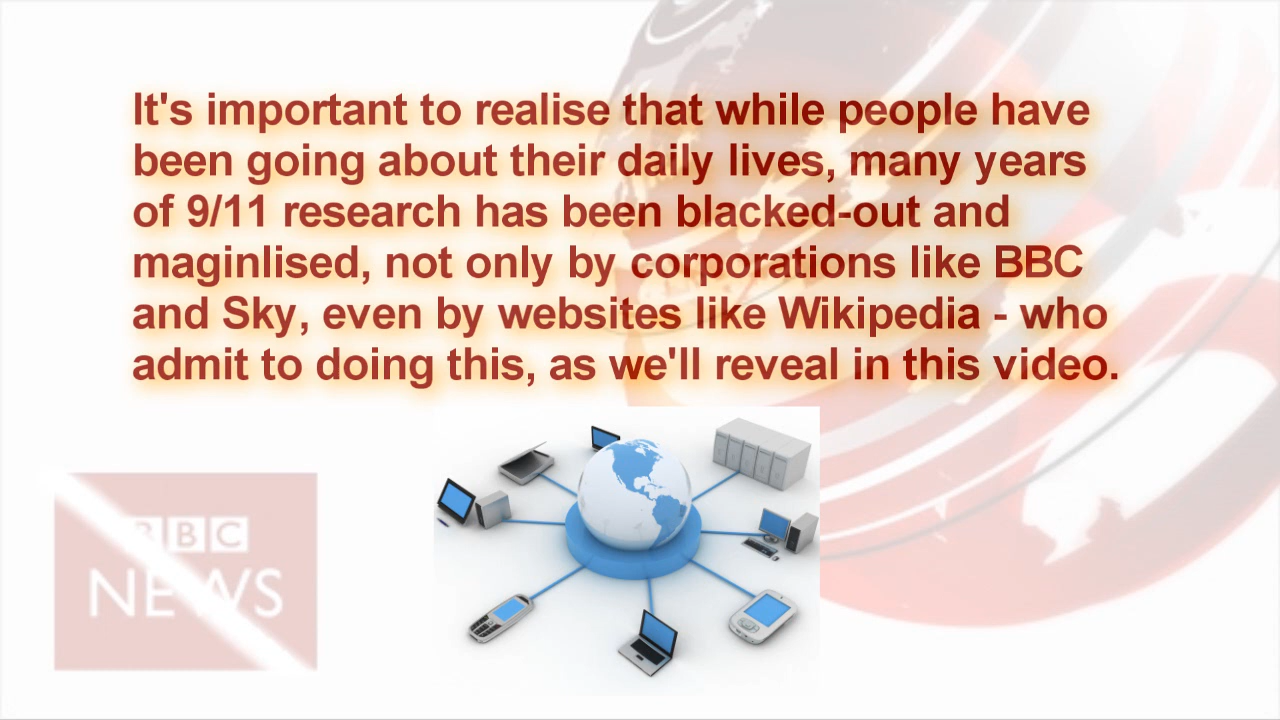 It's important to realise that while people have
been going about their daily lives, many years
of 9/11 research has been blacked-out and
maginlised, not only by corporations like BBC
and Sky, even by websites like Wikipedia - who
admit to doing this, as we'll reveal in this video.
BBC
NEWS